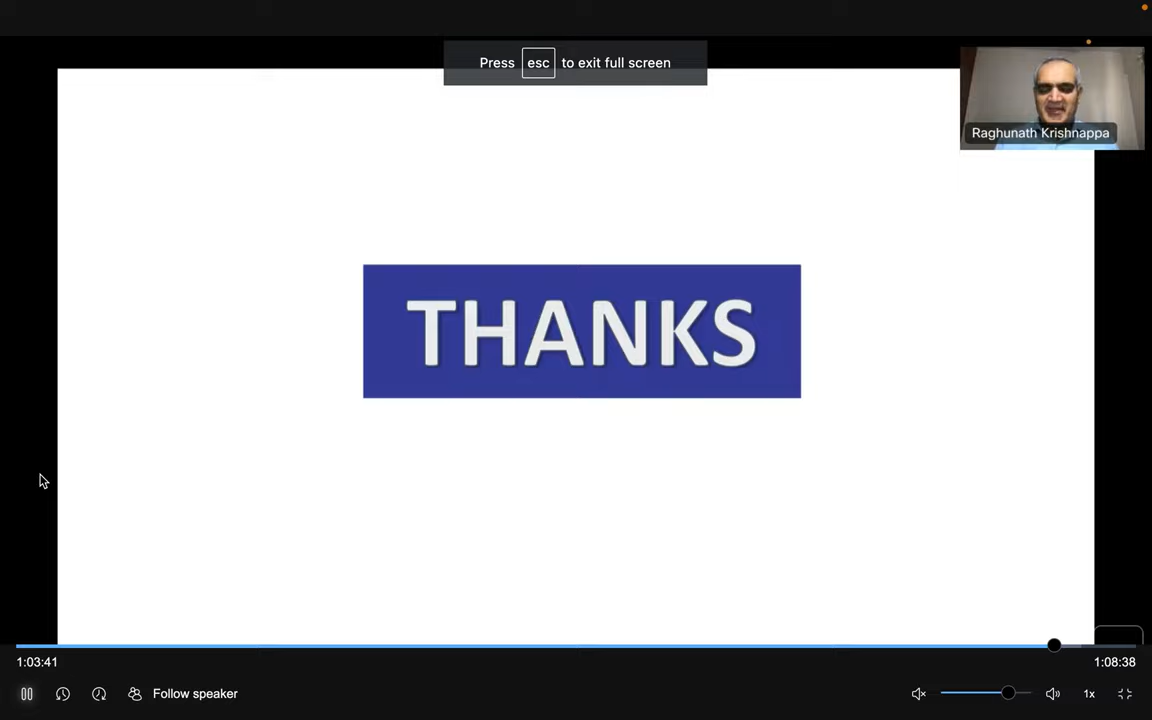 Press esc to exit full screen
Raghunath Krishnappa
THANKS
1:03:41
1:08:38
Follow speaker
1x